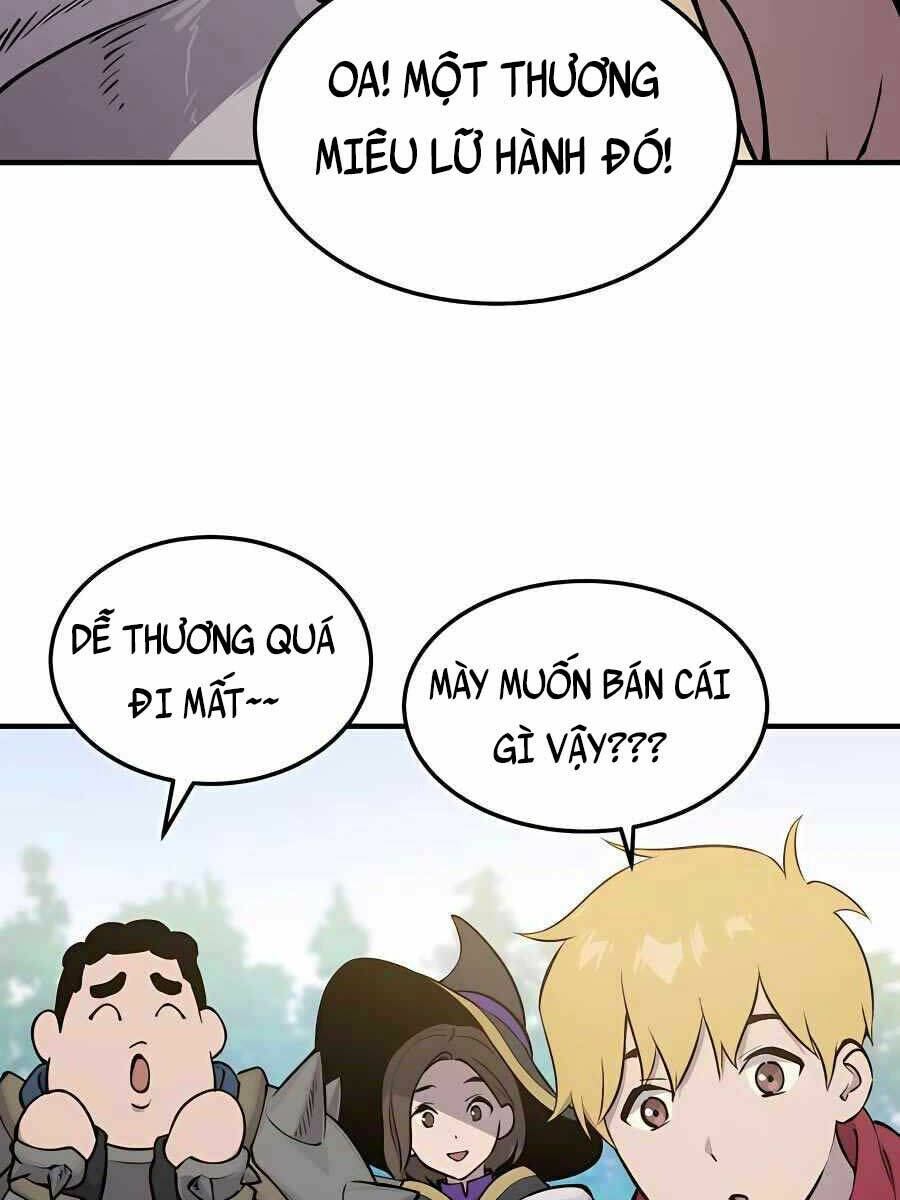 OA! MỘT THƯƠNG
MIÊU LỮ HÀNH ĐÓ!
DỄ THƯƠNG QUÁ
ĐI MẤT~~
MÀY MUỐN BÁN CÁI
GÌ VẬY???